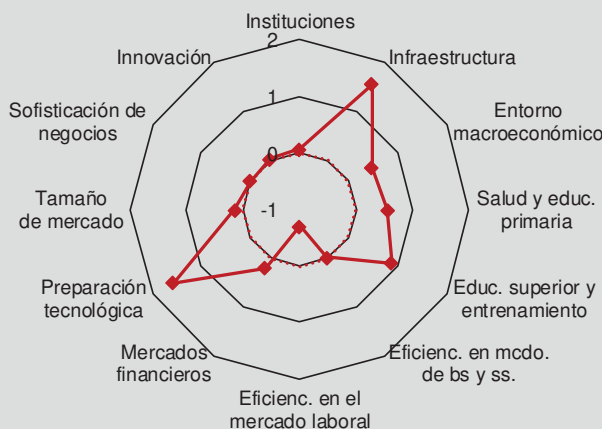 Instituciones
2
Infraestructura
Entorno
macroeconómico
Salud y educ.
primaria
Educ. superior y
entrenamiento
Eficienc. en mcdo.
de bs y ss.
Eficienc. en el
mercado laboral
Mercados
financieros
Preparación
tecnológica
Tamaño
de mercado
Sofisticación de
negocios
Innovación
1
0
-1